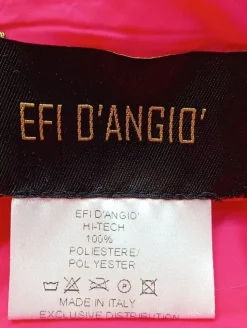 EFI D'ANGIO'
EFI D'ANGIO'
HI-TECH
100%
POLIESTERE/
POLYESTER
MADE IN ITALY
EXCLUSIVE DISTRIBUTION